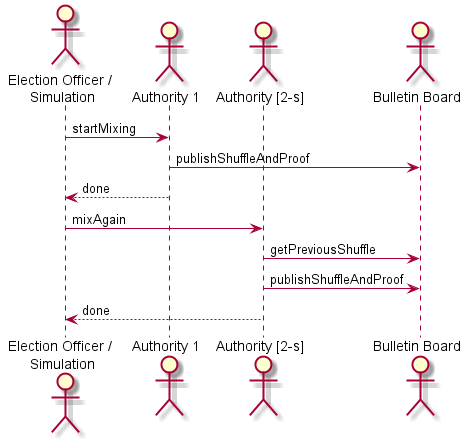 Election Officer /
Simulation
Authority 1
Authority [2-s]
Bulletin Board
startMixing
publishShuffleAndProof
done
mixAgain
getPreviousShuffle
publishShuffleAndProof
done
Election Officer /
Simulation
Authority 1
Authority [2-s]
Bulletin Board